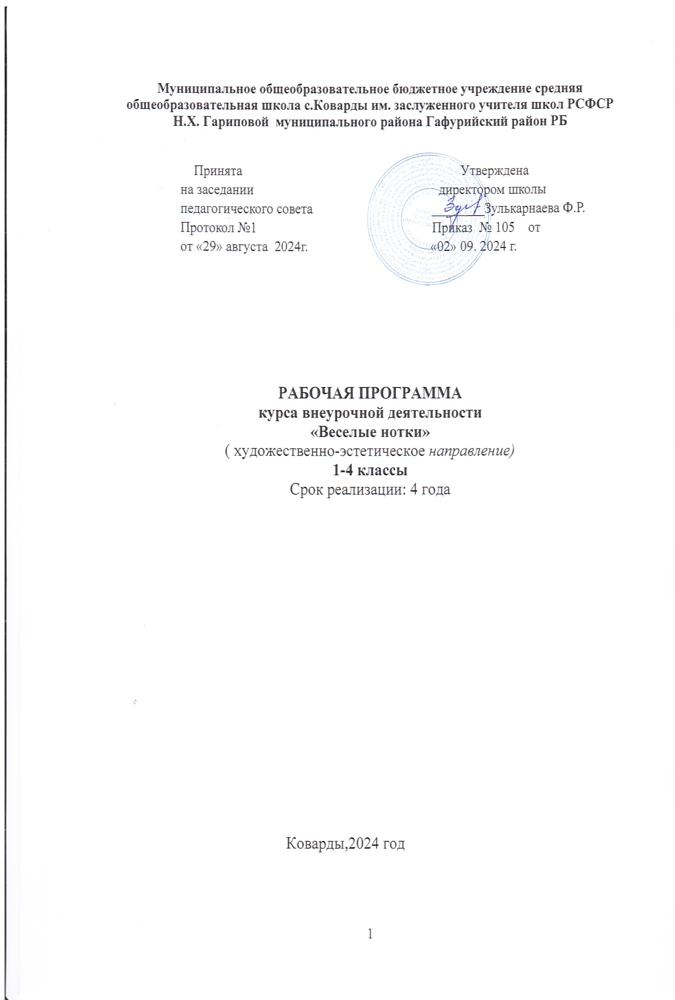 Муниципальное общеобразовательное бюджетное учреждение средняя
общеобразовательная школа с.Коварды им. заслуженного учителя школ РСФСР
Н.Х. Гариповой муниципального района Гафурийский район РБ
Принята
на заседании
педагогического совета
Протокол №1
от «29» августа 2024г.
Утверждена
директором школы
________Зулькарнаева Ф.Р.
Приказ № 105 от
«02» 09. 2024 г.
РАБОЧАЯ ПРОГРАММА
курса внеурочной деятельности
«Веселые нотки»
( художественно-эстетическое направление)
1-4 классы
Срок реализации: 4 года
Коварды,2024 год
1